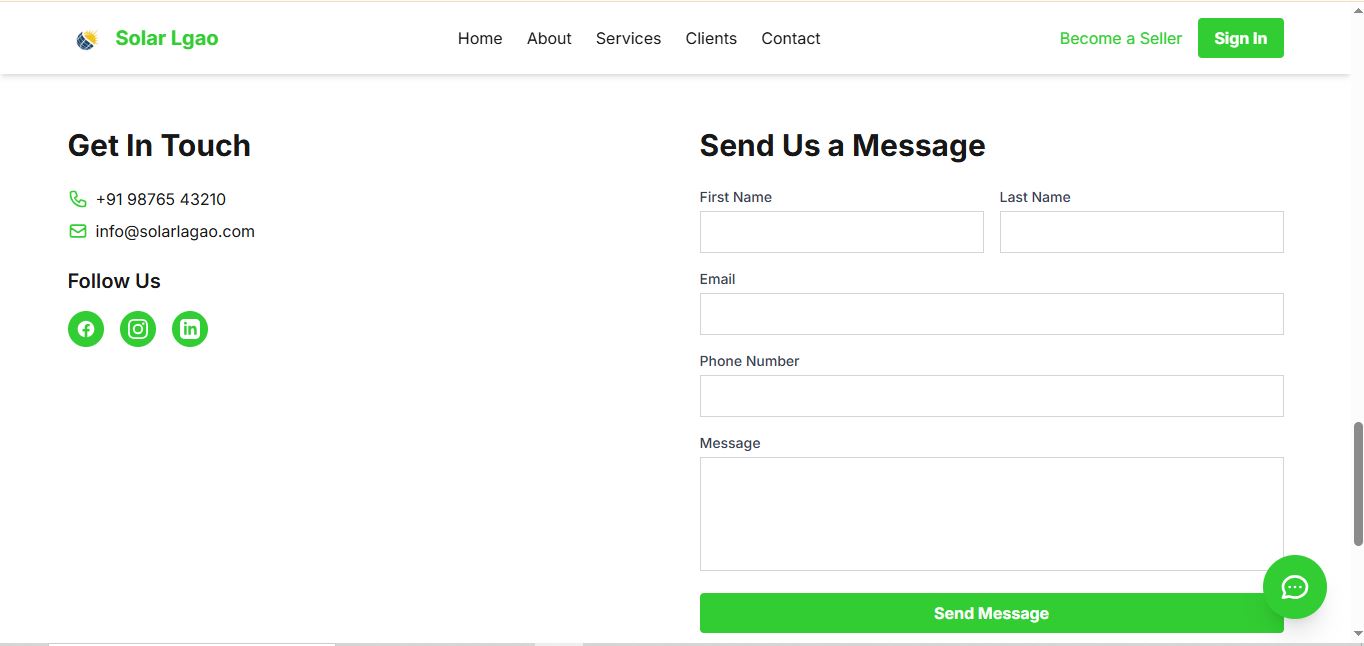 Solar Lgao
Home About Services Clients Contact
Become a Seller Sign In
Get In Touch
+91 98765 43210
info@solarlagao.com
Follow Us
Send Us a Message
First Name Last Name
Email
Phone Number
Message
Send Message